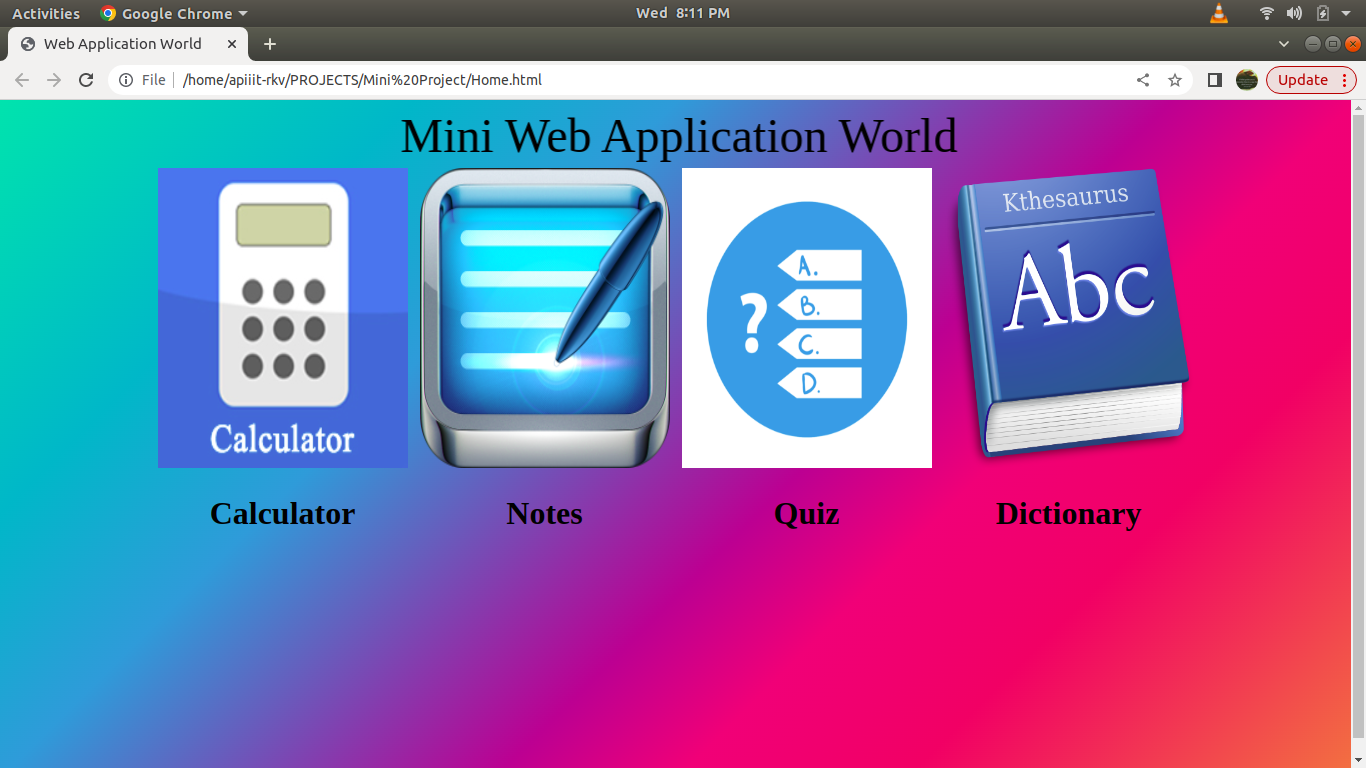 Activities Google Chrome Wed 8:11 PM
Web Application World
File /home/apiiit-rkv/PROJECTS/Mini%20Project/Home.html Update
Mini Web Application World
Kthesaurus
Abc
?
A.
B.
C.
D.
Calculator
Calculator Notes Quiz Dictionary